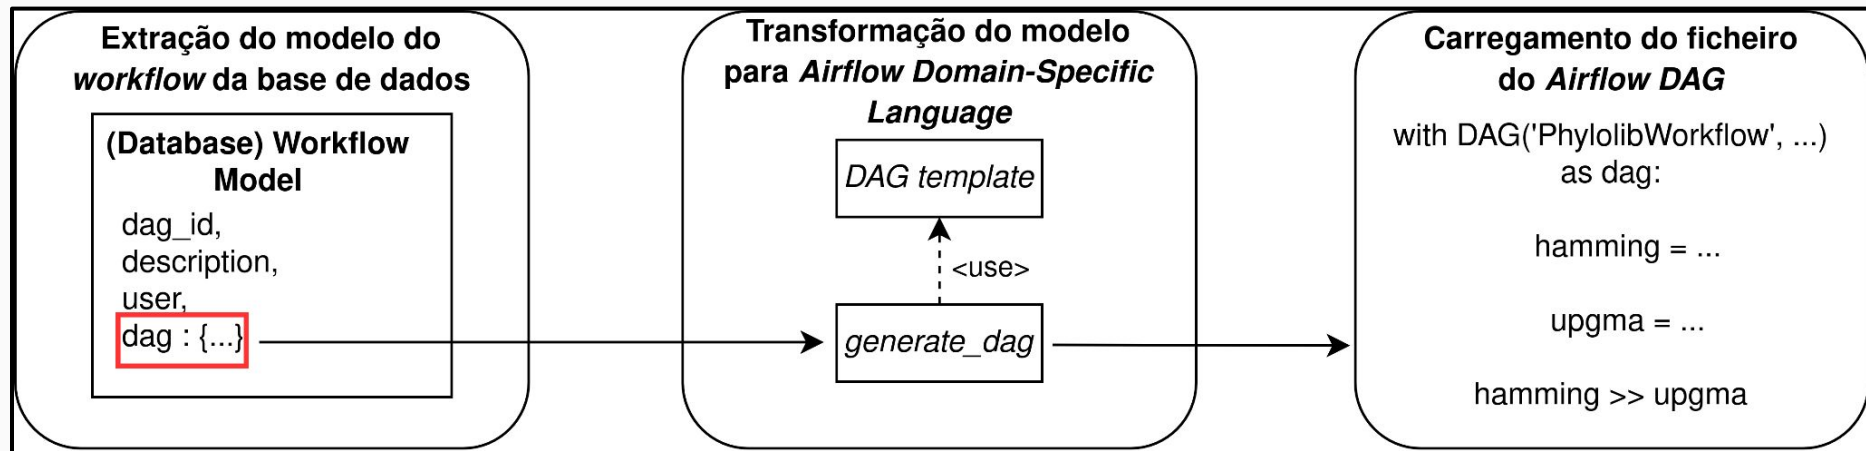 Extração do modelo do
workflow da base de dados
(Database) Workflow
Model
dag_id,
description,
user,
dag : {...}
Transformação do modelo
para Airflow Domain-Specific
Language
DAG template
<use>
generate_dag
Carregamento do ficheiro
do Airflow DAG
with DAG('PhylolibWorkflow', ...)
as dag:
hamming = ...
upgma = ...
hamming >> upgma